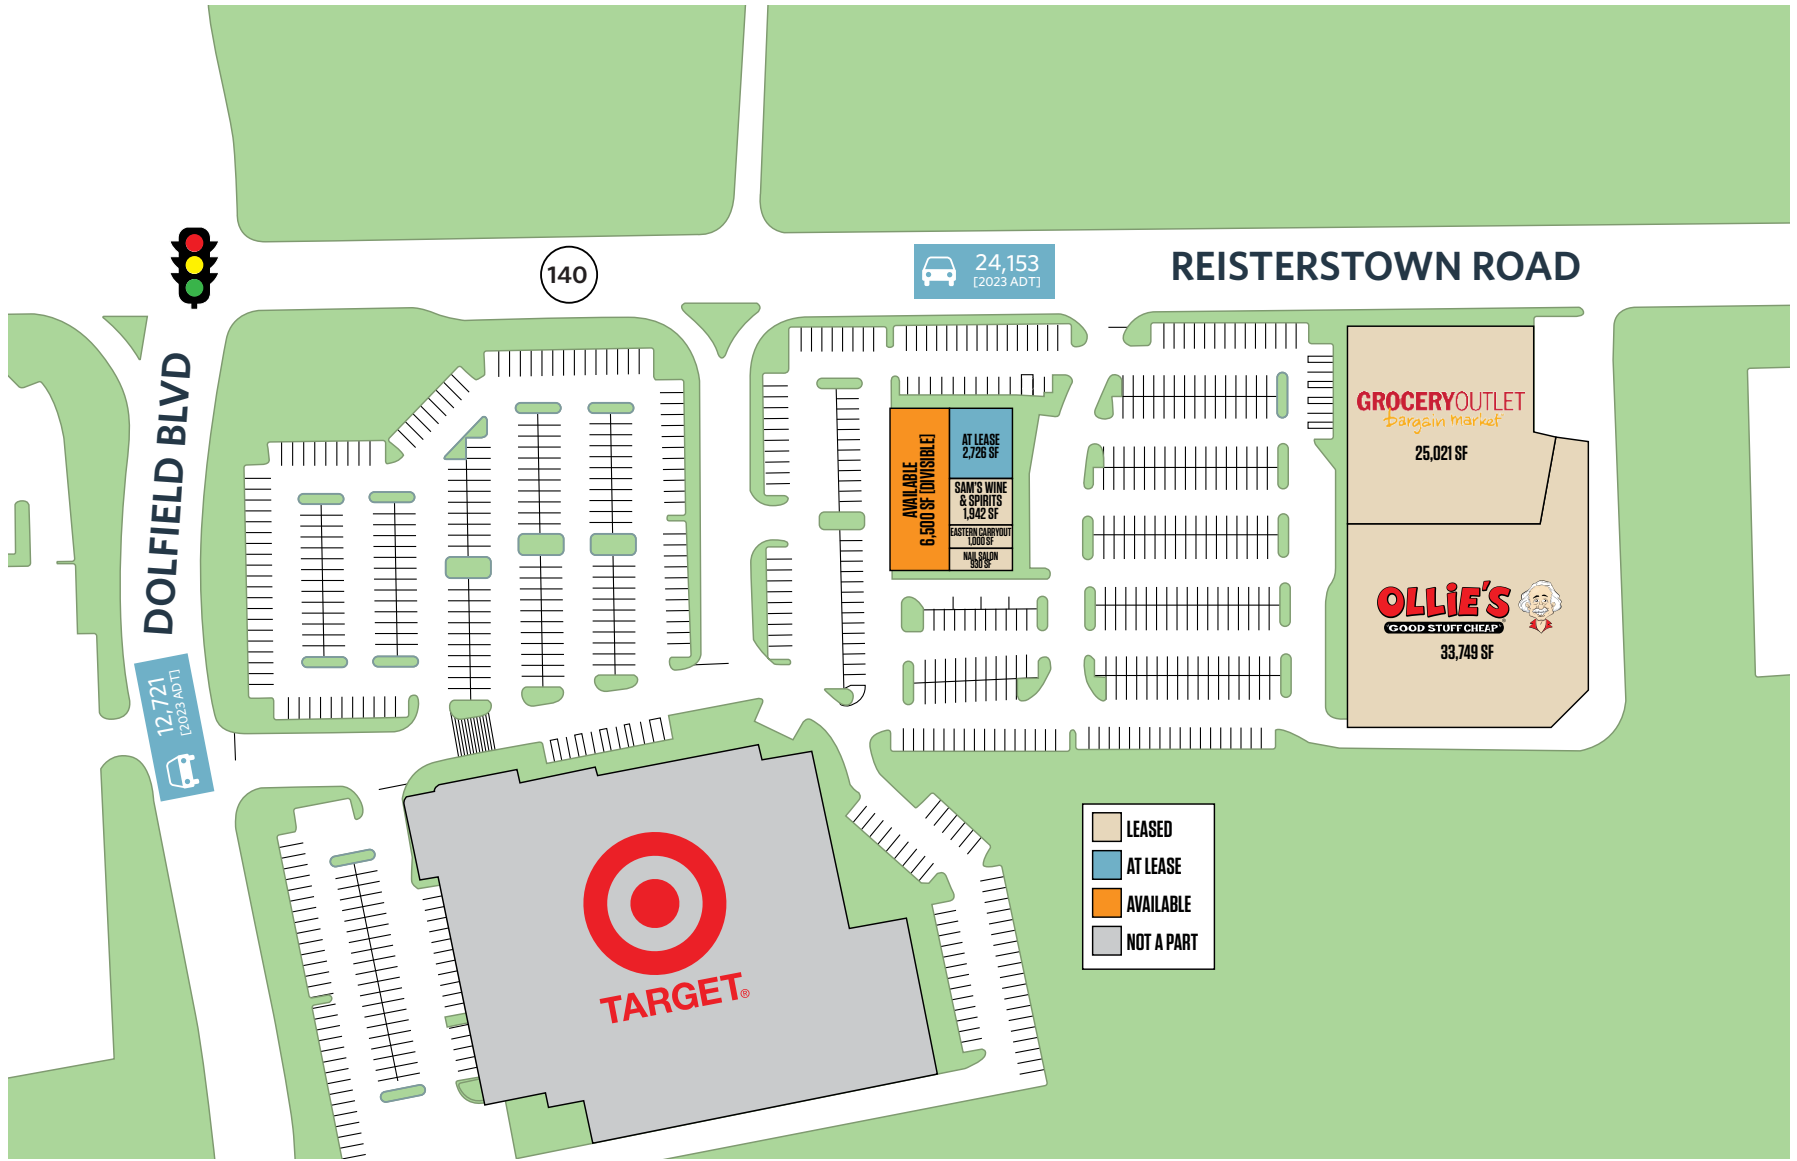 140
24,153
[2023 ADT]
REISTERSTOWN ROAD
DOLFIELD BLVD
12,721
[2023 ADT]
AVAILABLE
6,500 SF [DIVISIBLE]
AT LEASE
2,726 SF
SAM'S WINE
& SPIRITS
1,942 SF
EASTERN CARRYOUT
1,000 SF
NAIL SALON
930 SF
GROCERYOUTLET
bargain market
25,021 SF
OLLiE'S
GOOD STUFF CHEAP
33,749 SF
TARGET®
LEASED
AT LEASE
AVAILABLE
NOT A PART